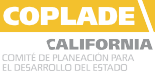 COPLADE
CALIFORNIA
COMITÉ DE PLANEACIÓN PARA
EL DESARROLLO DEL ESTADO